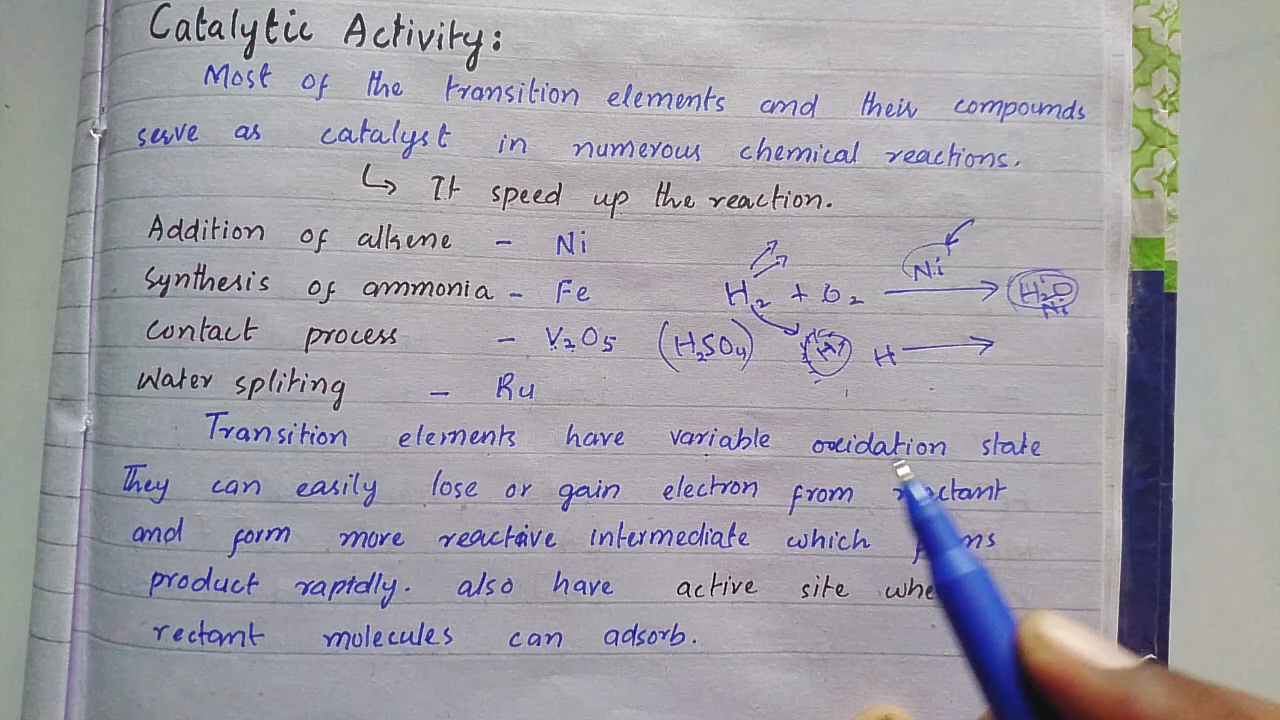 Catalytic Activity:
Most of the transition elements and their compounds
serve as catalyst in numerous chemical reactions.
↳ It speed up the reaction.
Addition of alkene - Ni
Synthesis of ammonia - Fe
H2 + O2 Ni → H2O
Ni
Contact process - V2O5 (H2SO4)
H H →
Water spliting - Ru
Transition elements have variable oxidation state
They can easily lose or gain electron from
and form more reactive intermediate which
product rapidly. also have active site
rectant molecules can adsorb.